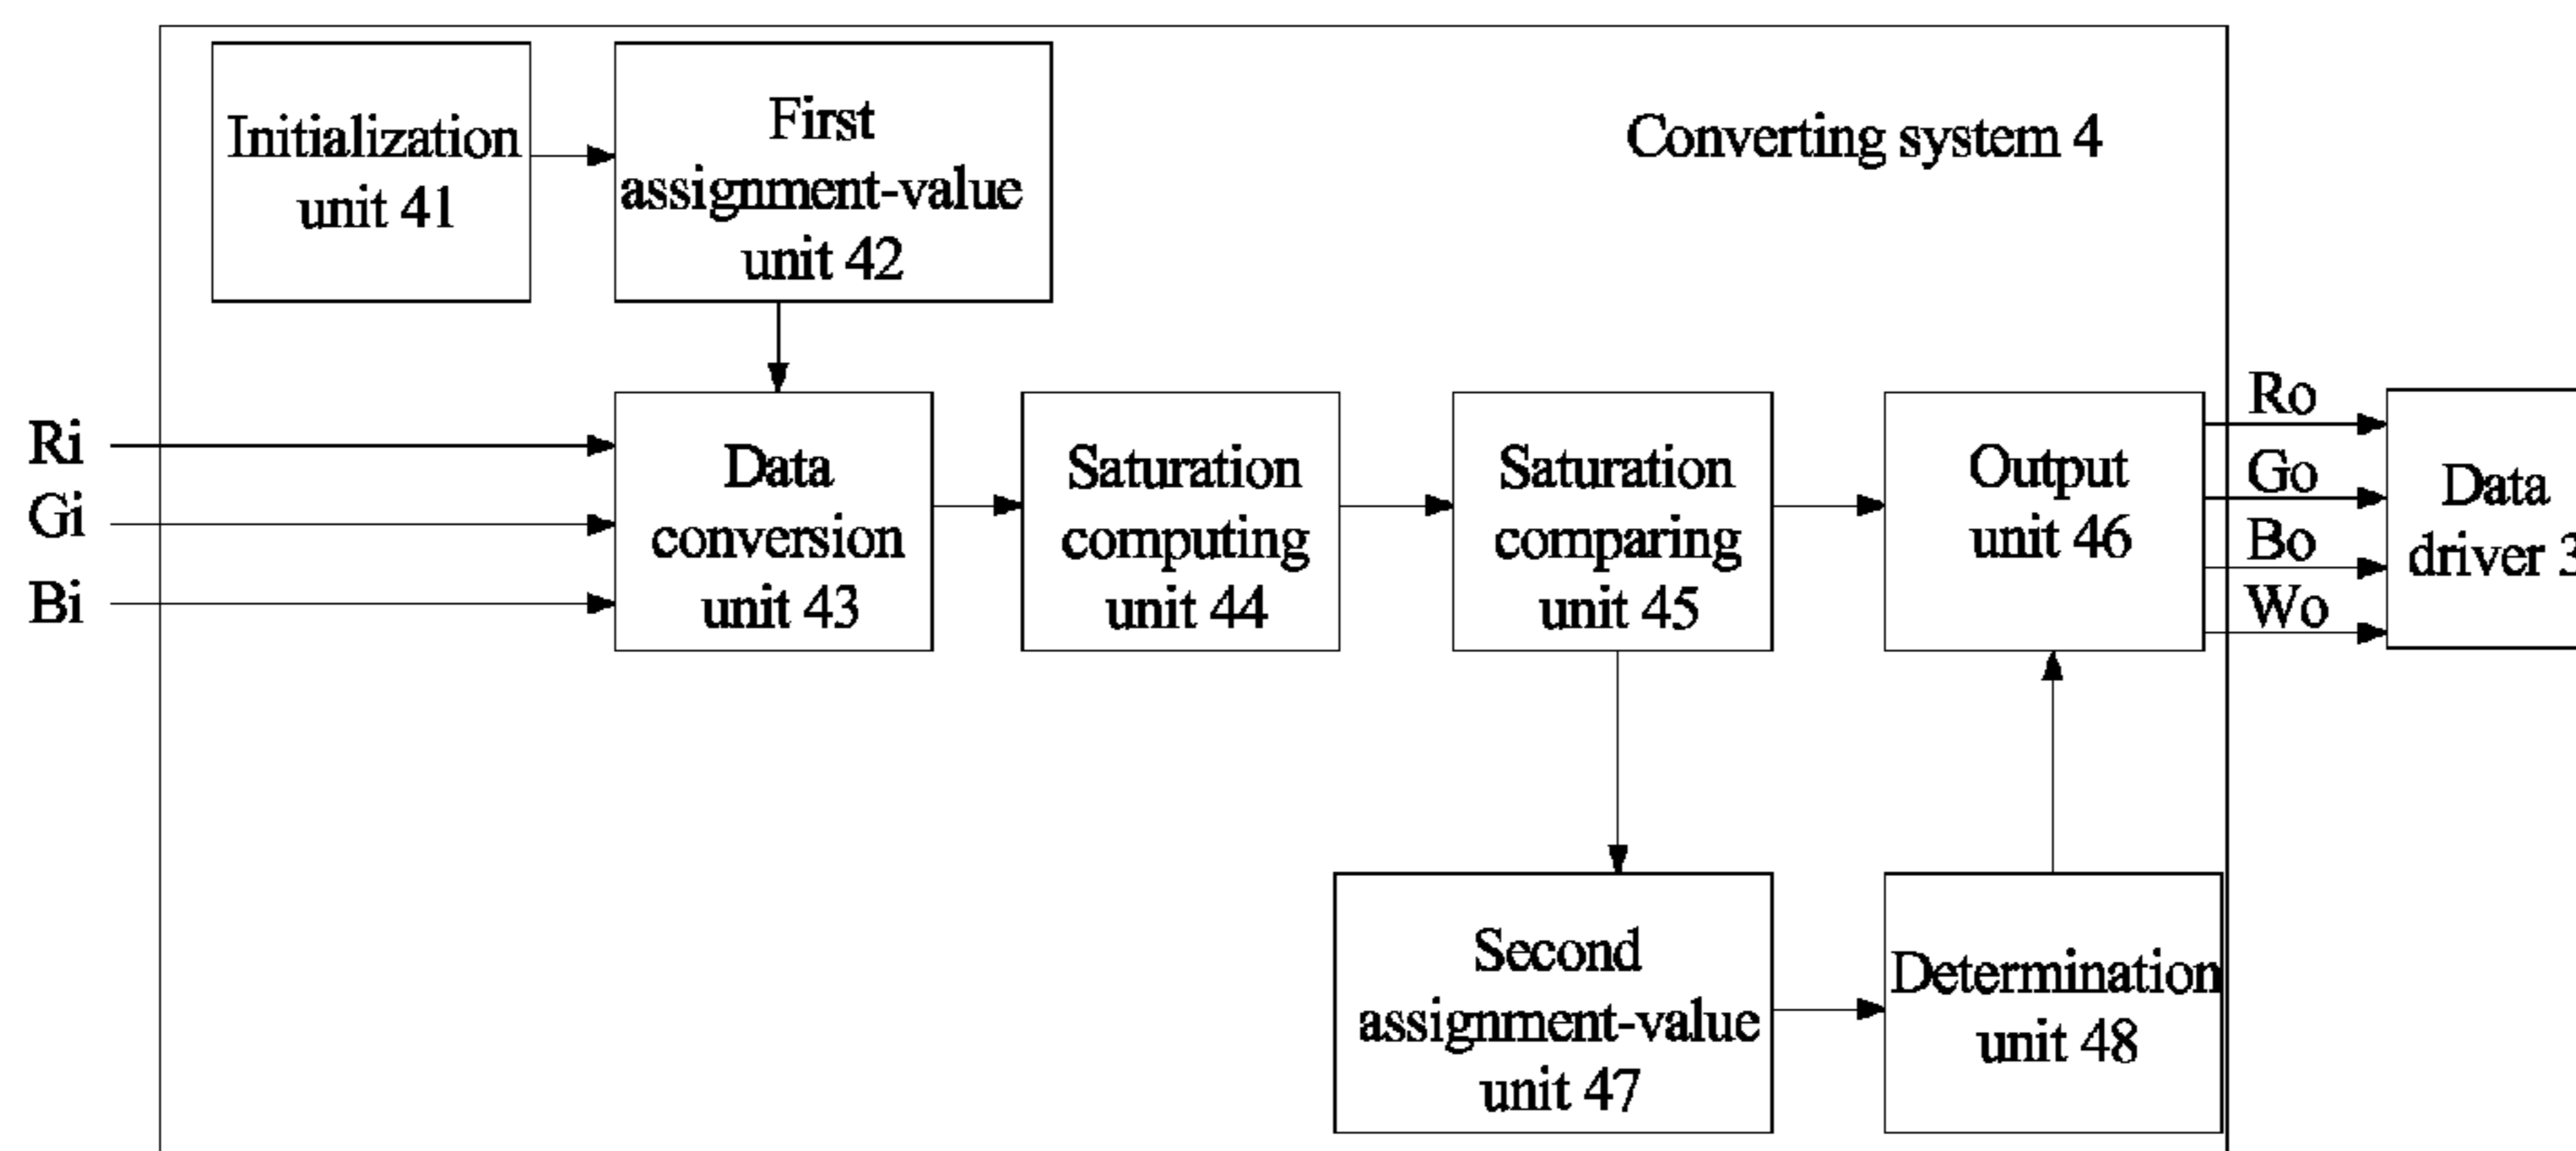 Initialization
unit 41
First
assignment-value
unit 42
Converting system 4
Ri
Gi
Bi
Data
conversion
unit 43
Saturation
computing
unit 44
Saturation
comparing
unit 45
Output
unit 46
Ro
Go
Bo
Wo
Data
driver 3
Second
assignment-value
unit 47
Determination
unit 48